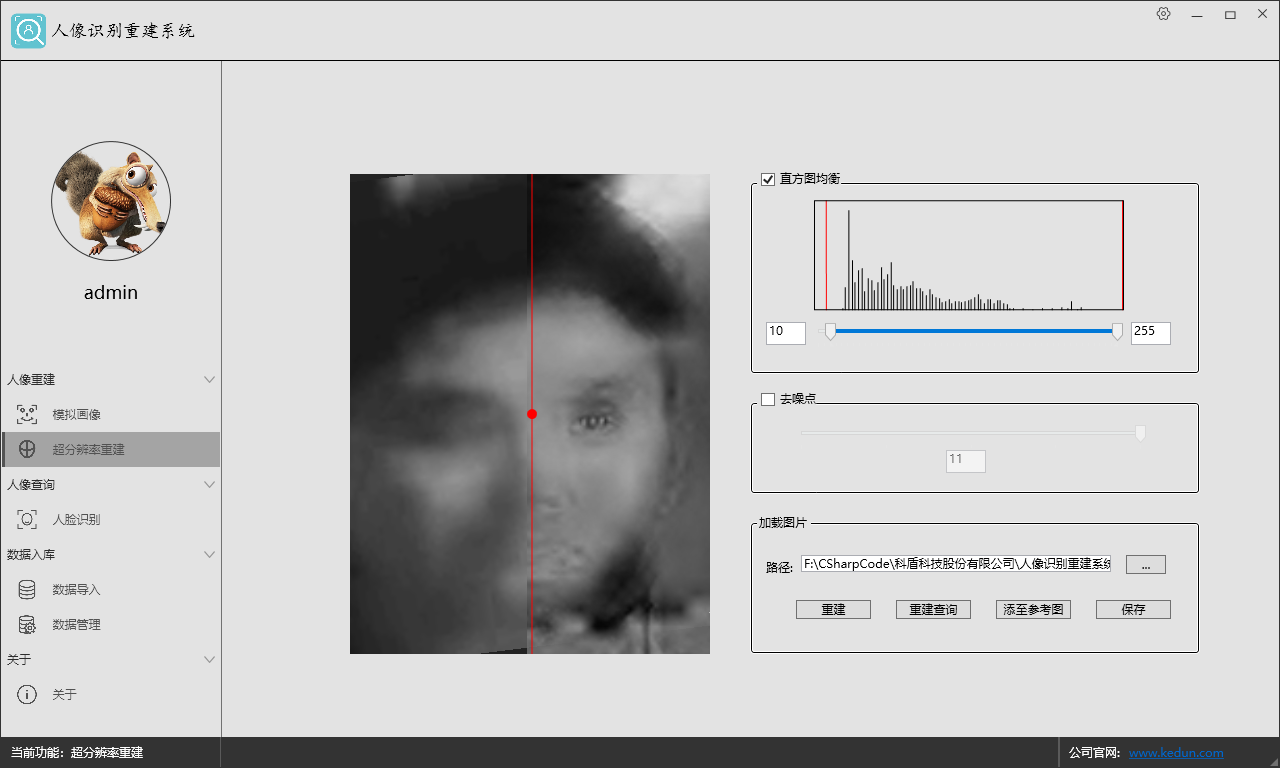 人像识别重建系统
admin
人像重建
模拟画像
超分辨率重建
人像查询
人脸识别
数据入库
数据导入
数据管理
关于
关于
直方图均衡
10
255
去噪点
11
加载图片
路径:
F:\CSharpCode\科盾科技股份有限公司\人像识别重建系统
...
重建
重建查询
添至参考图
保存
当前功能: 超分辨率重建
公司官网: www.kedun.com